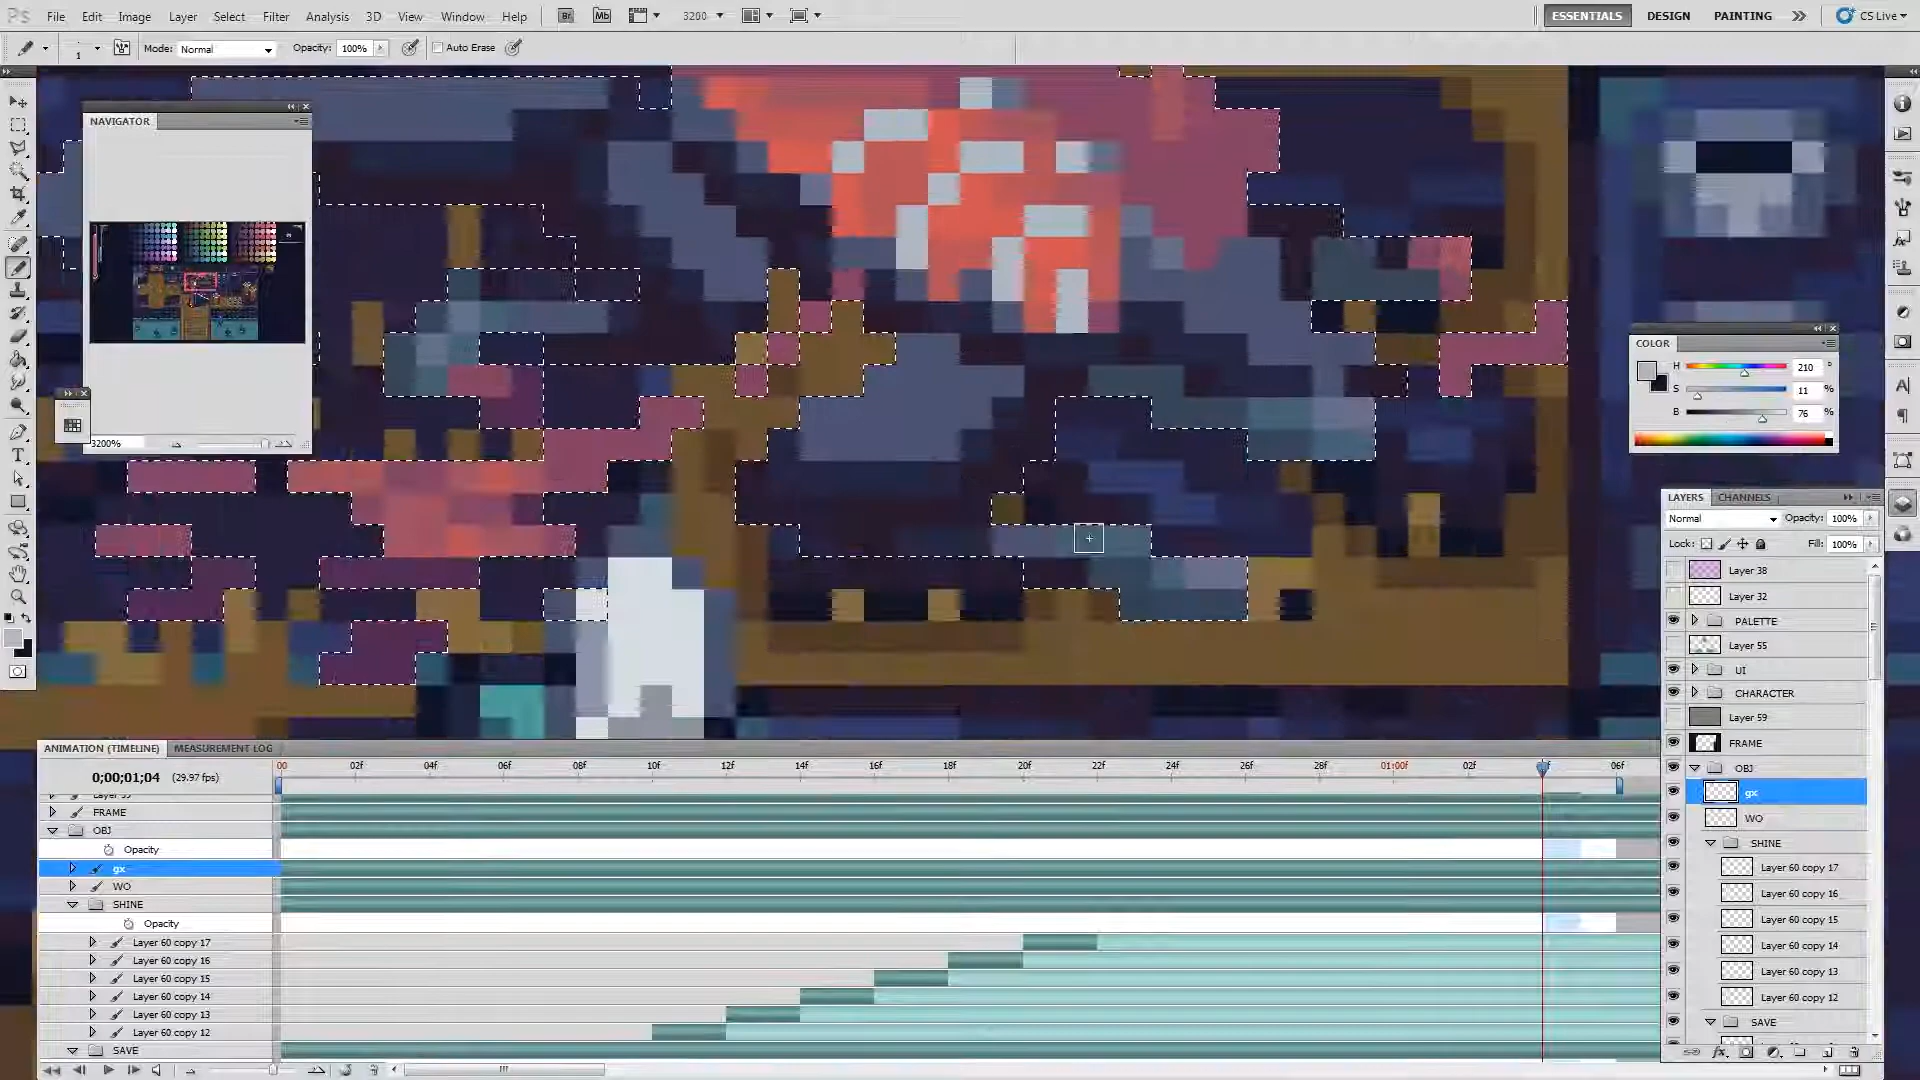 Ps File Edit Image Layer Select Filter Analysis 3D View Window Help Br Mb 3200 ESSENTIALS DESIGN PAINTING CS Live
1 Mode: Normal Opacity: 100% Auto Erase
NAVIGATOR
3200%
COLOR
H 210 °
S 11 %
B 76 %
LAYERS CHANNELS
Normal Opacity: 100%
Lock: Fill: 100%
Layer 38
Layer 32
PALETTE
Layer 55
UI
CHARACTER
Layer 59
FRAME
OBJ
gx
WO
SHINE
Layer 60 copy 17
Layer 60 copy 16
Layer 60 copy 15
Layer 60 copy 14
Layer 60 copy 13
Layer 60 copy 12
SAVE
ANIMATION (TIMELINE) MEASUREMENT LOG
0;00;01;04 (29.97 fps) 00 02f 04f 06f 08f 10f 12f 14f 16f 18f 20f 22f 24f 26f 28f 01:00f 02f 06f
FRAME
OBJ
Opacity
gx
WO
SHINE
Opacity
Layer 60 copy 17
Layer 60 copy 16
Layer 60 copy 15
Layer 60 copy 14
Layer 60 copy 13
Layer 60 copy 12
SAVE